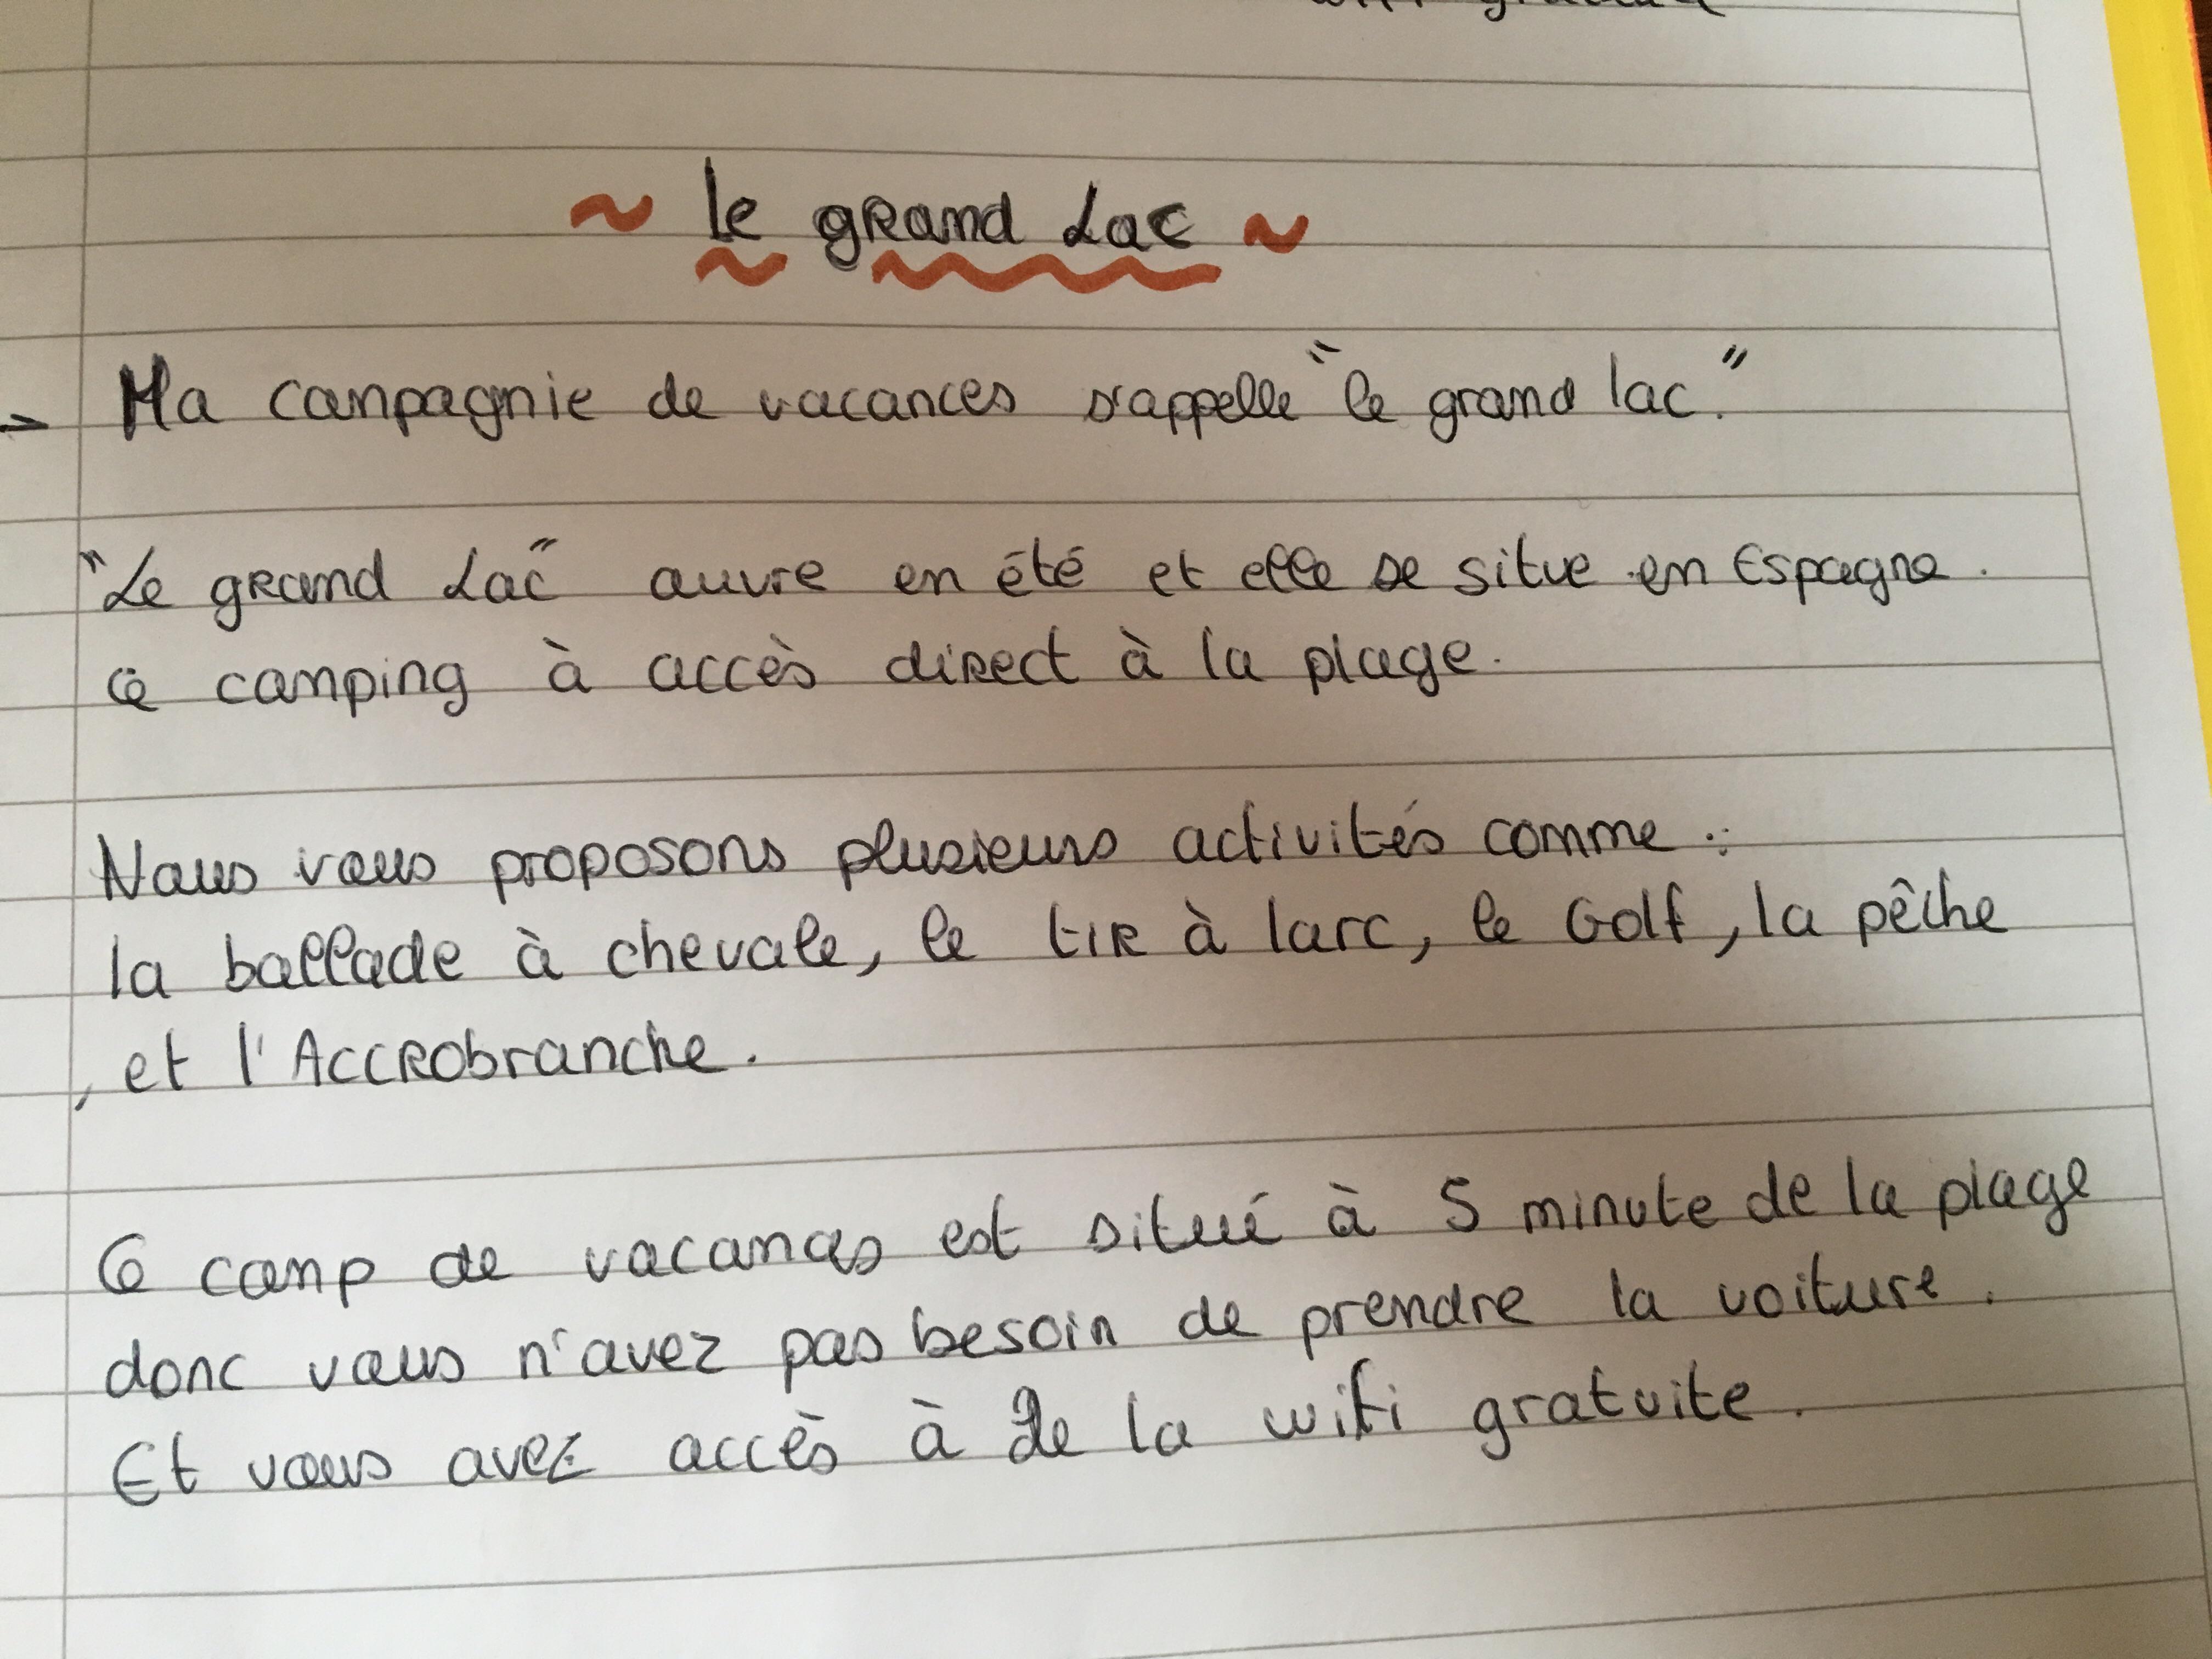 ~ le grand Lac ~
- Ma campagnie de vacances s'appelle "le grand lac."
"Le grand Lac" ouvre en été et elle se situe en Espagne.
ce camping à accès direct à la plage.
Nous vous proposons plusieurs activités comme :
la ballade à chevale, le tir à larc, le Golf, la pêche
, et l'Accrobranche.
Ce camp de vacances est situé à 5 minute de la plage
donc vous n'avez pas besoin de prendre la voiture.
Et vous avez accès à de la wifi gratuite.